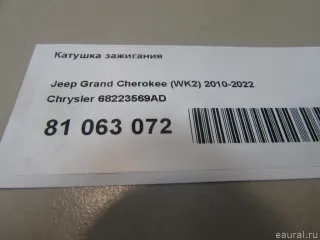 Катушка зажигания
Jeep Grand Cherokee (WK2) 2010-2022
Chrysler 68223569AD
81 063 072
eaural.ru